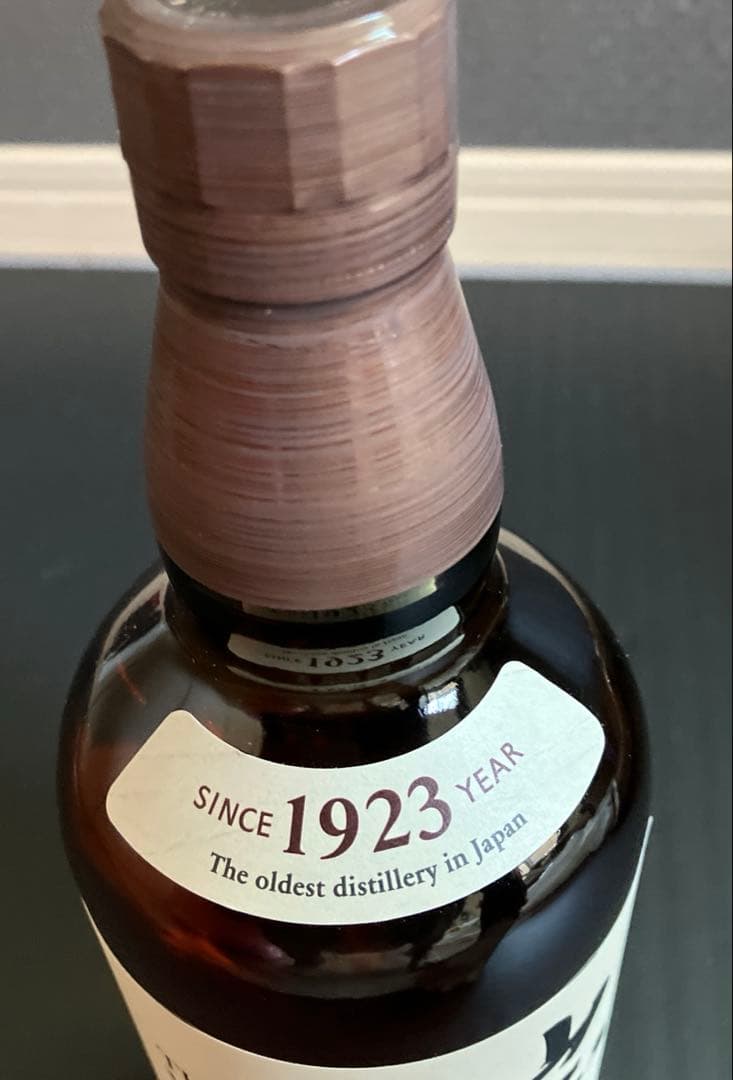 SINCE 1923 YEAR
The oldest distillery in Japan